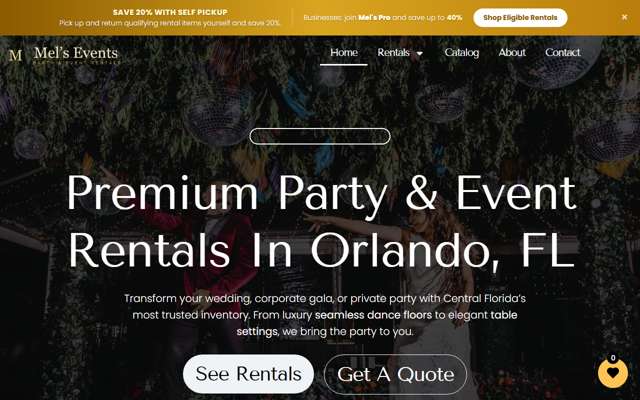 SAVE 20% WITH SELF PICKUP
Pick up and return qualifying rental items yourself and save 20%.
Businesses: join Mel's Pro and save up to 40%
Shop Eligible Rentals
×
M
Mel's Events
PARTY & EVENT RENTALS
Home
Rentals
Catalog
About
Contact
Premium Party & Event
Rentals In Orlando, FL
Transform your wedding, corporate gala, or private party with Central Florida's
most trusted inventory. From luxury seamless dance floors to elegant table
settings, we bring the party to you.
See Rentals
Get A Quote
0